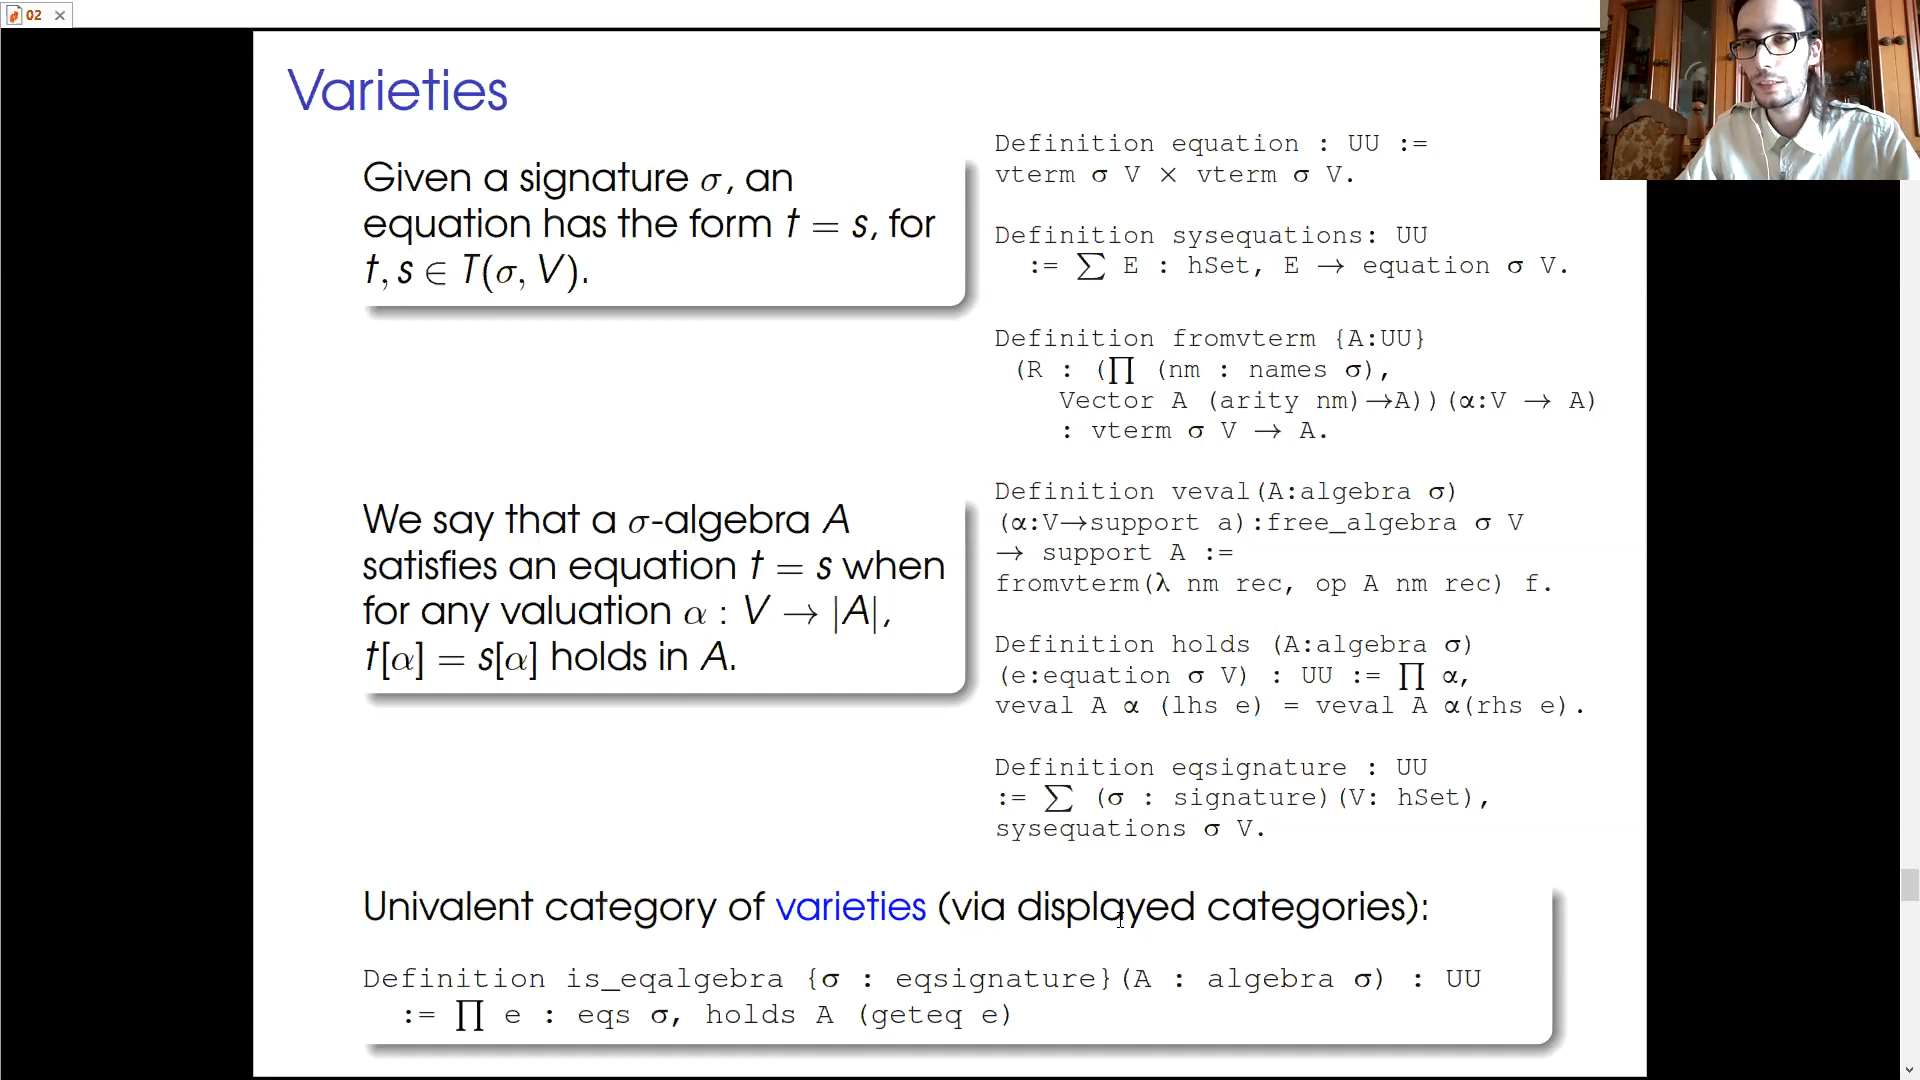 02
Varieties
Given a signature σ, an
equation has the form t = s, for
t, s ∈ T(σ, V).
We say that a σ-algebra A
satisfies an equation t = s when
for any valuation α : V → |A|,
t[α] = s[α] holds in A.
Definition equation : UU :=
vterm σ V × vterm σ V.
Definition sysequations: UU
:= ∑ E : hSet, E → equation σ V.
Definition fromvterm {A:UU}
(R : (∏ (nm : names σ),
Vector A (arity nm)→A))(α:V → A)
: vterm σ V → A.
Definition veval(A:algebra σ)
(α:V→support a):free_algebra σ V
→ support A :=
fromvterm(λ nm rec, op A nm rec) f.
Definition holds (A:algebra σ)
(e:equation σ V) : UU := ∏ α,
veval A α (lhs e) = veval A α(rhs e).
Definition eqsignature : UU
:= ∑ (σ : signature)(V: hSet),
sysequations σ V.
Univalent category of varieties (via displayed categories):
Definition is_eqalgebra {σ : eqsignature}(A : algebra σ) : UU
:= ∏ e : eqs σ, holds A (geteq e)